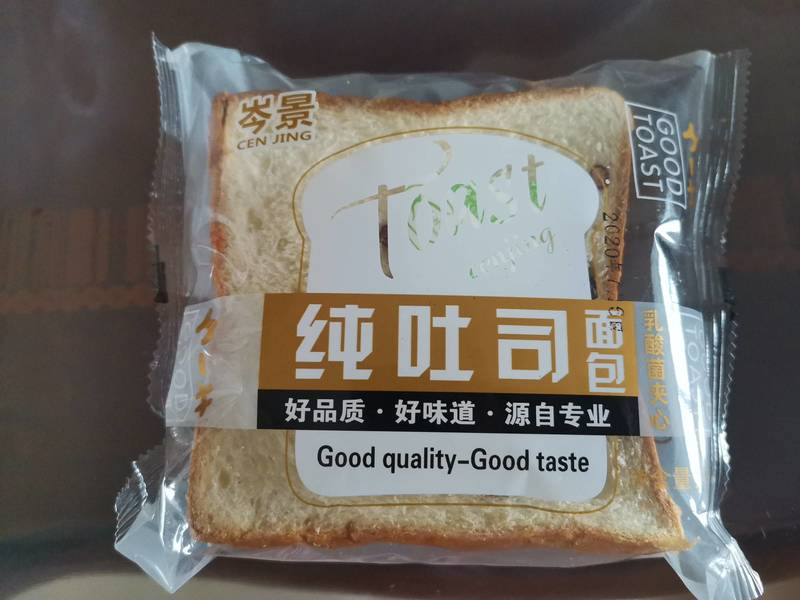 岑景
CEN JING
GOOD
TOAST
Toast
cenjing
纯吐司
面包
乳酸菌夹心
好品质·好味道·源自专业
Good quality-Good taste